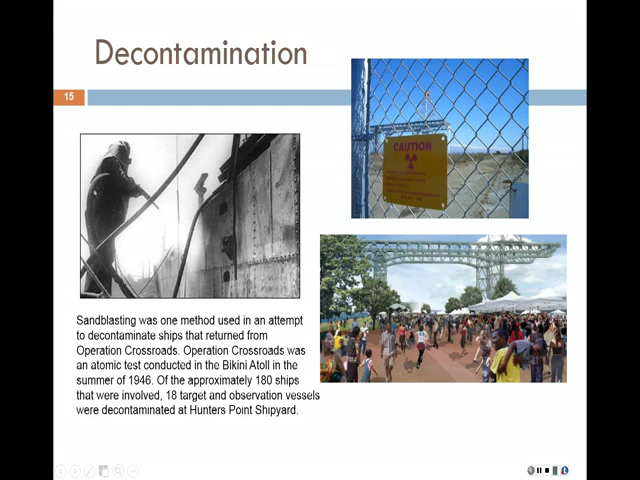 Decontamination
15
CAUTION
Sandblasting was one method used in an attempt
to decontaminate ships that returned from
Operation Crossroads. Operation Crossroads was
an atomic test conducted in the Bikini Atoll in the
summer of 1946. Of the approximately 180 ships
that were involved, 18 target and observation vessels
were decontaminated at Hunters Point Shipyard.